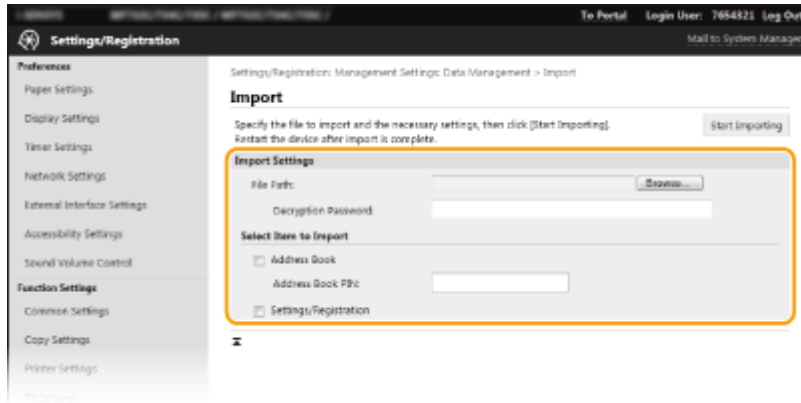 To Portal Login User: 7654321 Log Out
Settings/Registration
Mail to System Manager
Preferences
Paper Settings
Display Settings
Timer Settings
Network Settings
External Interface Settings
Accessibility Settings
Sound Volume Control
Function Settings
Common Settings
Copy Settings
Printer Settings
Settings/Registration: Management Settings: Data Management > Import
Import
Specify the file to import and the necessary settings, then click [Start Importing].
Restart the device after import is complete.
Start Importing
Import Settings
File Path:
Browse...
Decryption Password:
Select Item to Import
Address Book
Address Book PIN:
Settings/Registration